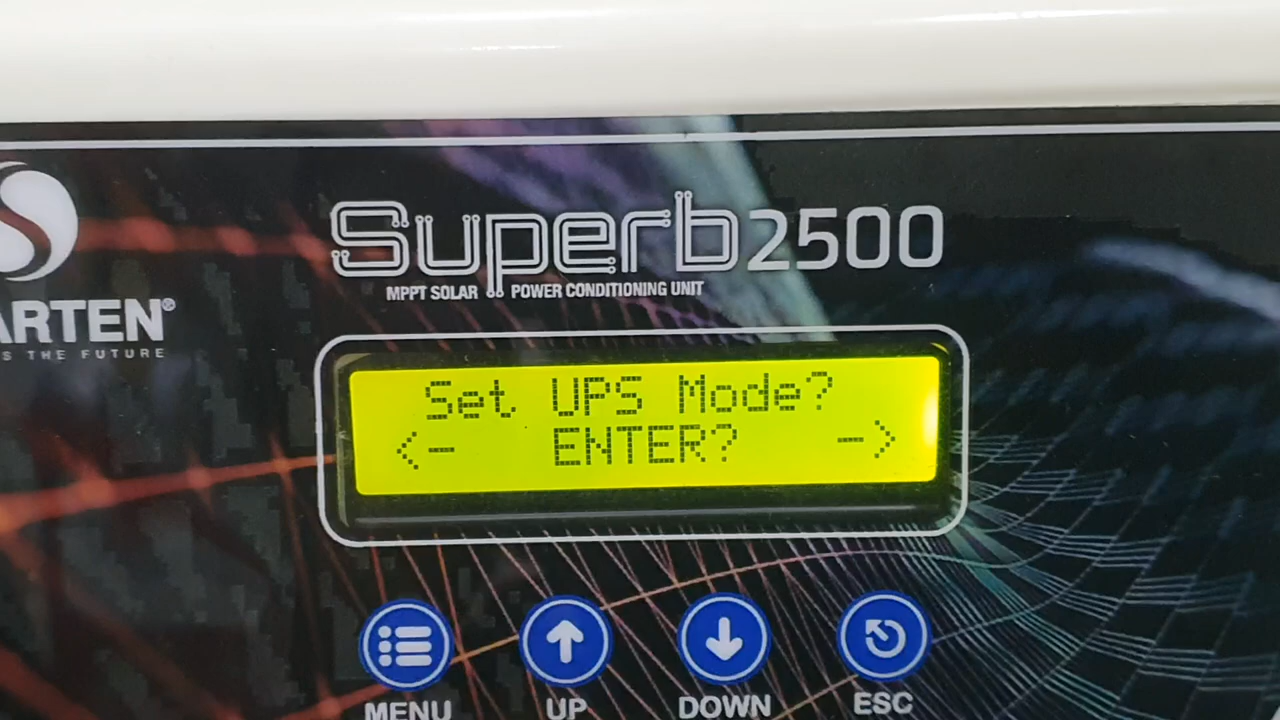 Superb2500
MPPT SOLAR POWER CONDITIONING UNIT
ARTEN®
S THE FUTURE
Set UPS Mode?
<- ENTER? ->
MENU UP DOWN ESC